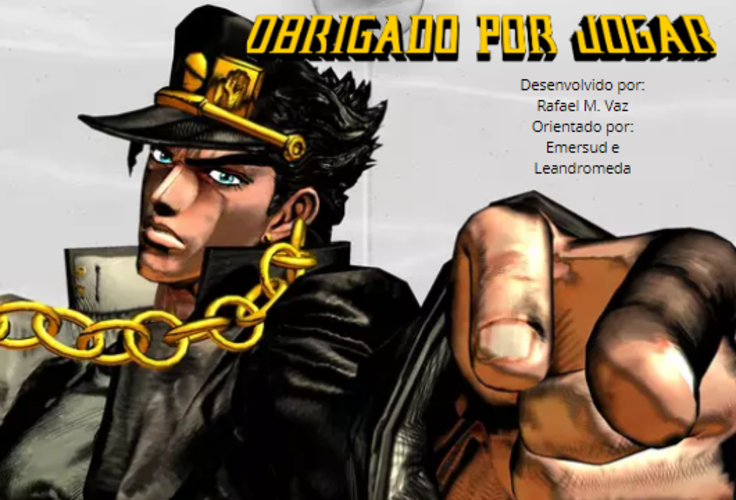 OBRIGADO POR JOGAR
Desenvolvido por:
Rafael M. Vaz
Orientado por:
Emersud e
Leandromeda